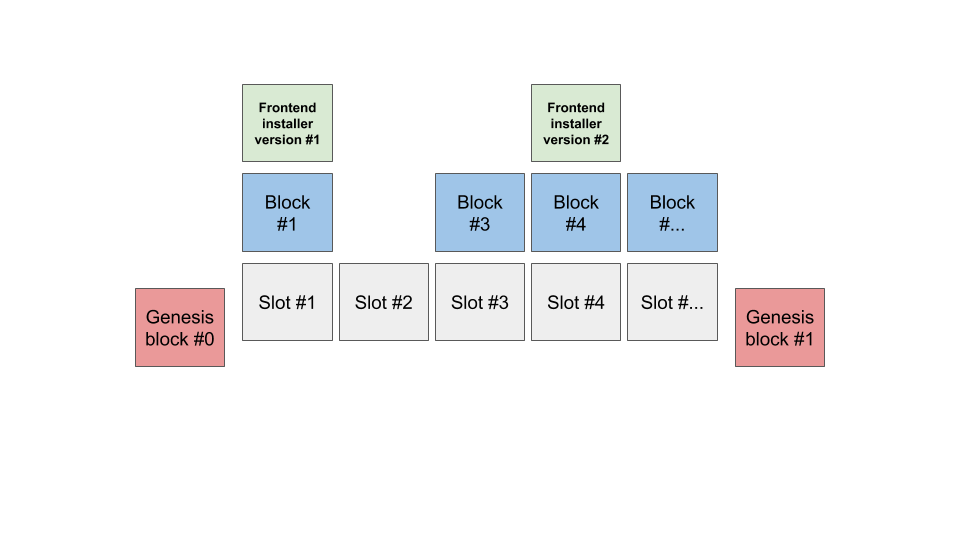 Frontend
installer
version #1
Frontend
installer
version #2
Block
#1
Block
#3
Block
#4
Block
#...
Slot #1
Slot #2
Slot #3
Slot #4
Slot #...
Genesis
block #0
Genesis
block #1